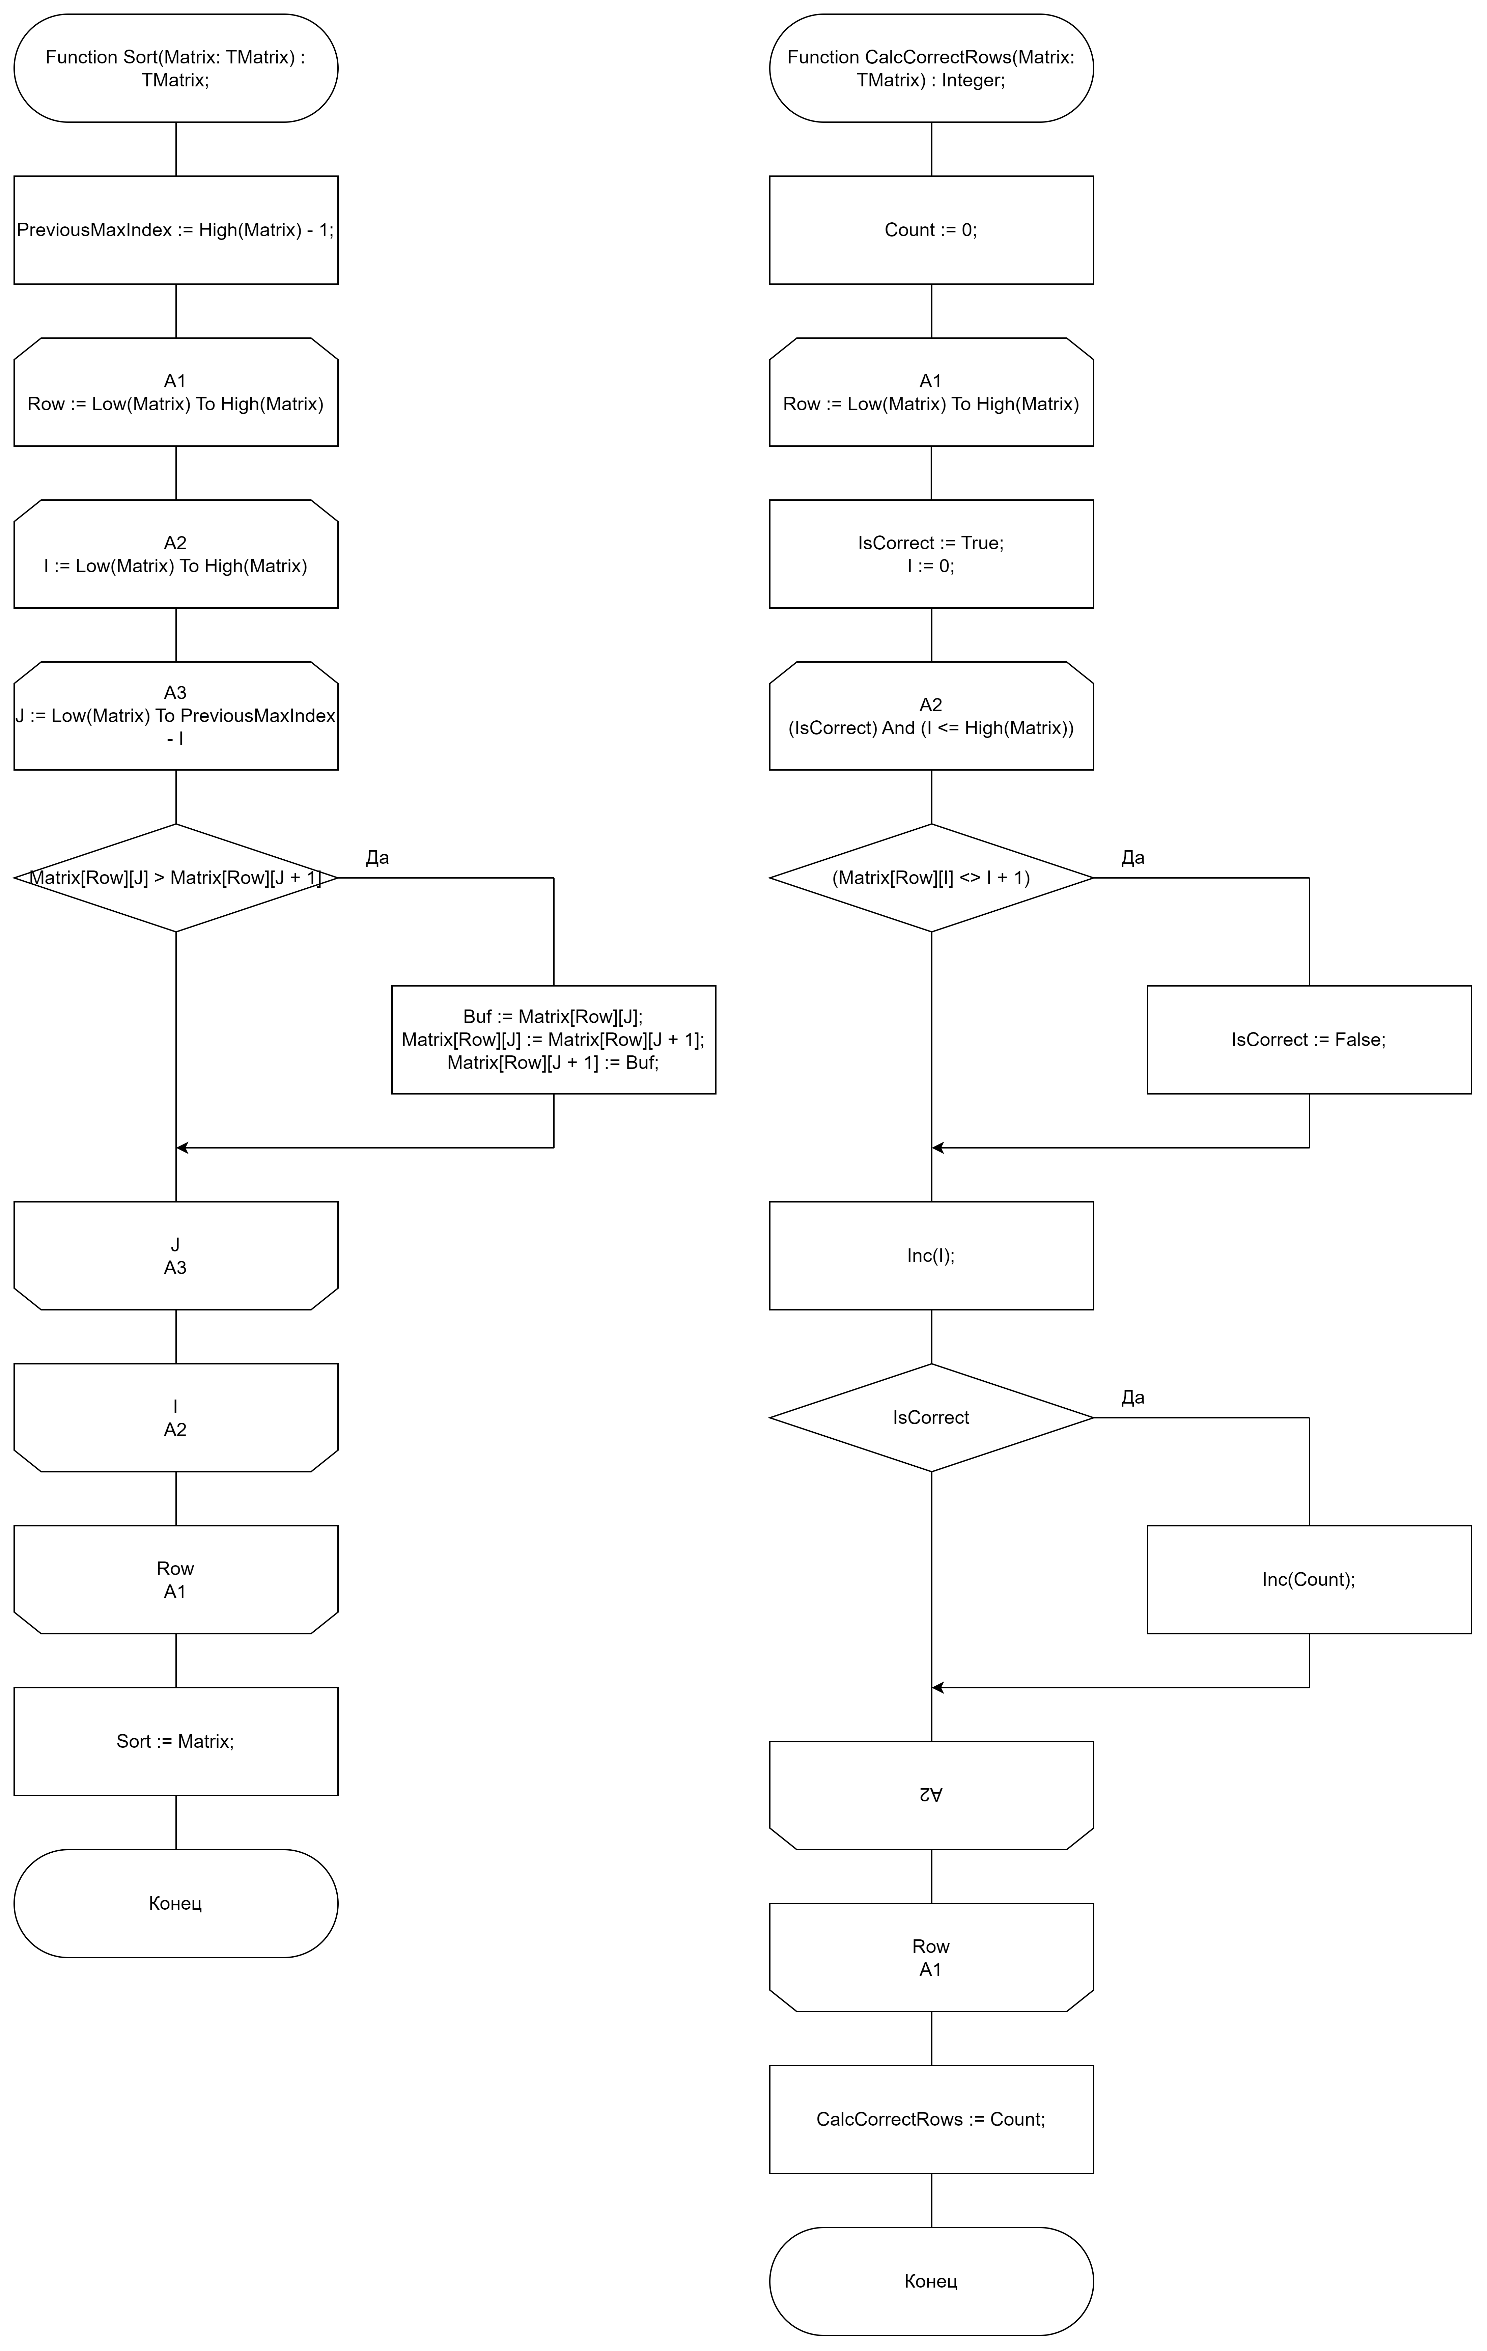 Function Sort(Matrix: TMatrix) :
TMatrix;
PreviousMaxIndex := High(Matrix) - 1;
A1
Row := Low(Matrix) To High(Matrix)
A2
I := Low(Matrix) To High(Matrix)
A3
J := Low(Matrix) To PreviousMaxIndex
- I
Matrix[Row][J] > Matrix[Row][J + 1]
Да
Buf := Matrix[Row][J];
Matrix[Row][J] := Matrix[Row][J + 1];
Matrix[Row][J + 1] := Buf;
J
A3
I
A2
Row
A1
Sort := Matrix;
Конец
Function CalcCorrectRows(Matrix:
TMatrix) : Integer;
Count := 0;
A1
Row := Low(Matrix) To High(Matrix)
IsCorrect := True;
I := 0;
A2
(IsCorrect) And (I <= High(Matrix))
(Matrix[Row][I] <> I + 1)
Да
IsCorrect := False;
Inc(I);
IsCorrect
Да
Inc(Count);
A2
Row
A1
CalcCorrectRows := Count;
Конец